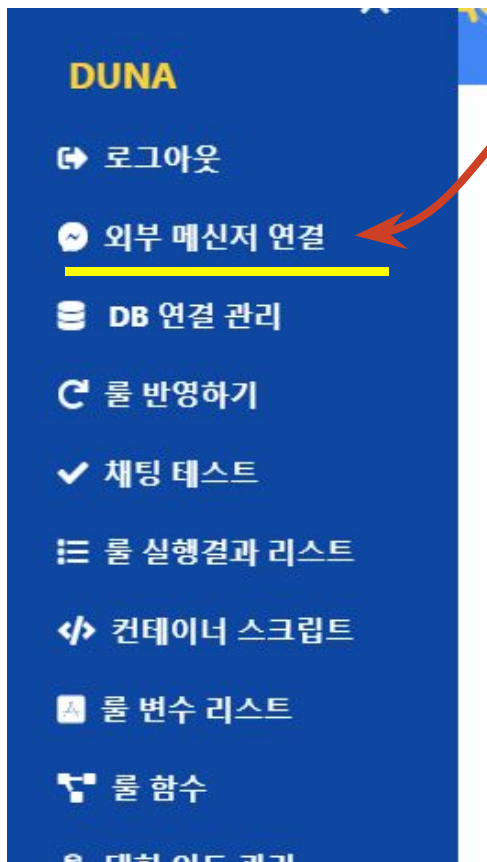 DUNA
로그아웃
외부 메신저 연결
DB 연결 관리
룰 반영하기
채팅 테스트
룰 실행결과 리스트
컨테이너 스크립트
룰 변수 리스트
룰 함수